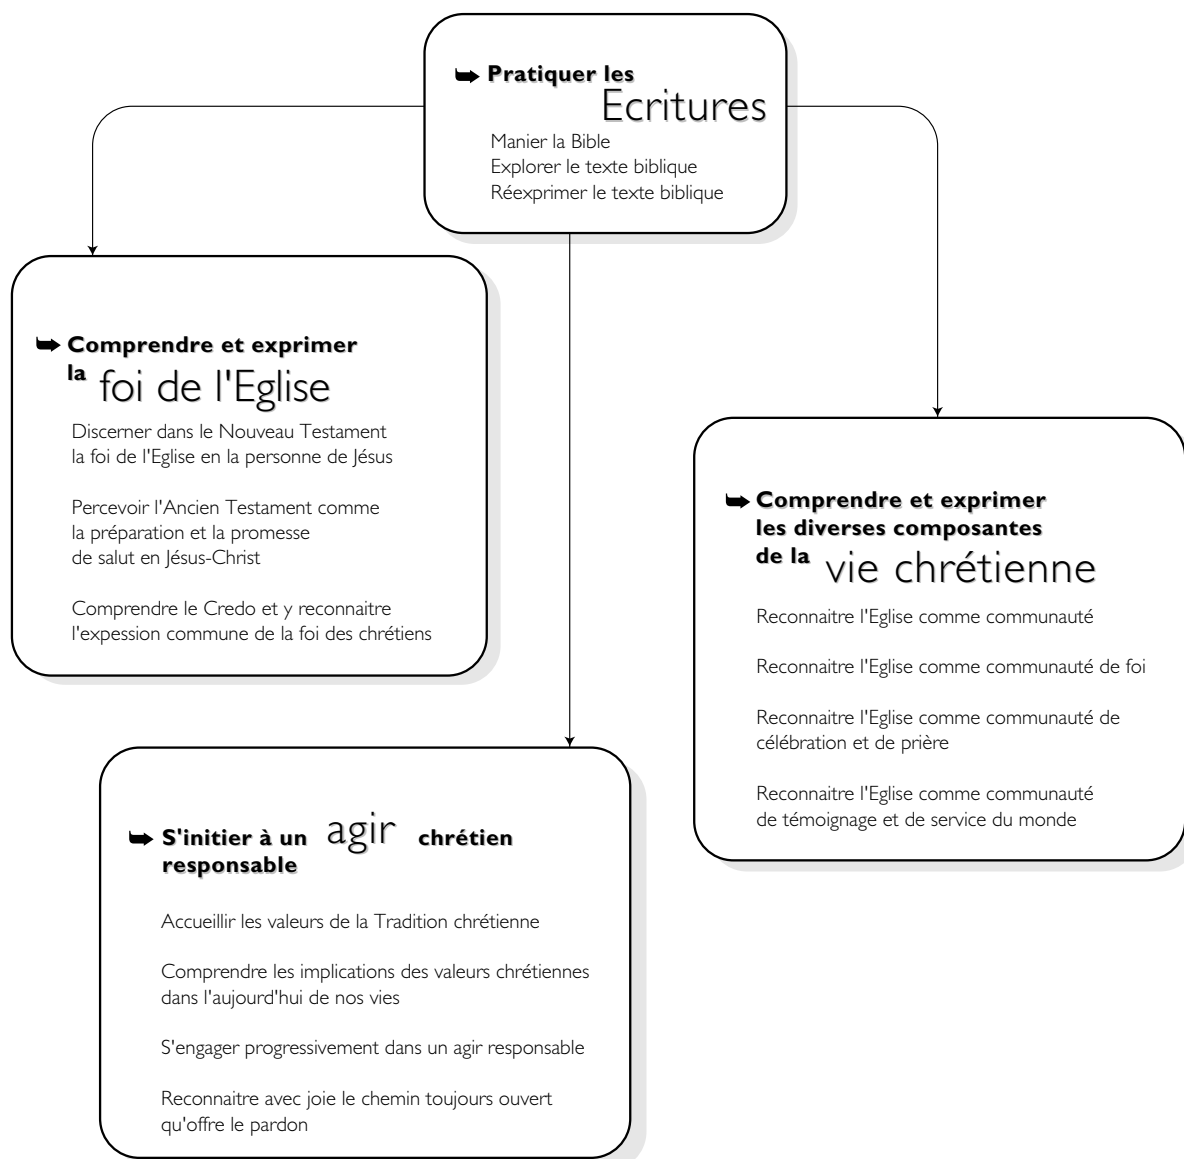 Pratiquer les
Ecritures
Manier la Bible
Explorer le texte biblique
Réexprimer le texte biblique
Comprendre et exprimer
la foi de l'Eglise
Discerner dans le Nouveau Testament
la foi de l'Eglise en la personne de Jésus
Percevoir l'Ancien Testament comme
la préparation et la promesse
de salut en Jésus-Christ
Comprendre le Credo et y reconnaitre
l'expession commune de la foi des chrétiens
Comprendre et exprimer
les diverses composantes
de la vie chrétienne
Reconnaitre l'Eglise comme communauté
Reconnaitre l'Eglise comme communauté de foi
Reconnaitre l'Eglise comme communauté de
célébration et de prière
Reconnaitre l'Eglise comme communauté
de témoignage et de service du monde
S'initier à un agir chrétien
responsable
Accueillir les valeurs de la Tradition chrétienne
Comprendre les implications des valeurs chrétiennes
dans l'aujourd'hui de nos vies
S'engager progressivement dans un agir responsable
Reconnaitre avec joie le chemin toujours ouvert
qu'offre le pardon